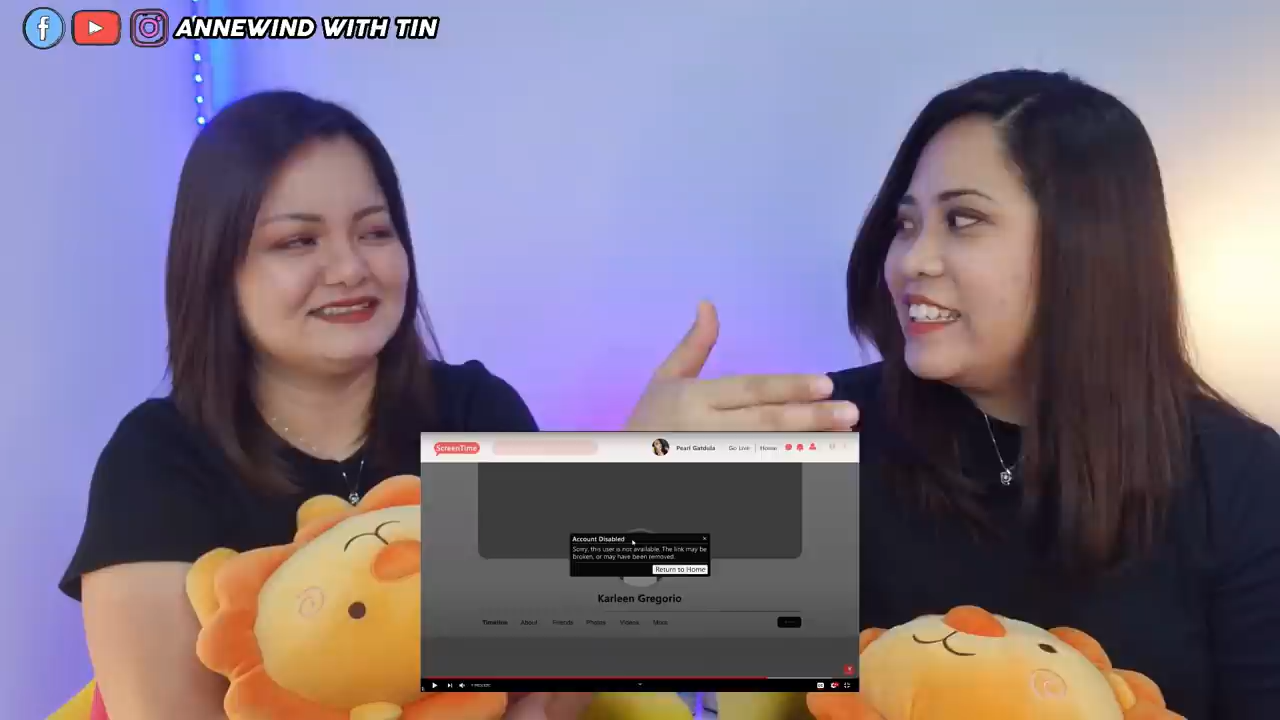 ANNEWIND WITH TIN
ScreenTime
Pearl Gatdula
Go Live
Home
Account Disabled
Sorry, this user is not available. The link may be
broken, or may have been removed.
Return to Home
Karleen Gregorio
Timeline About Friends Photos Videos More